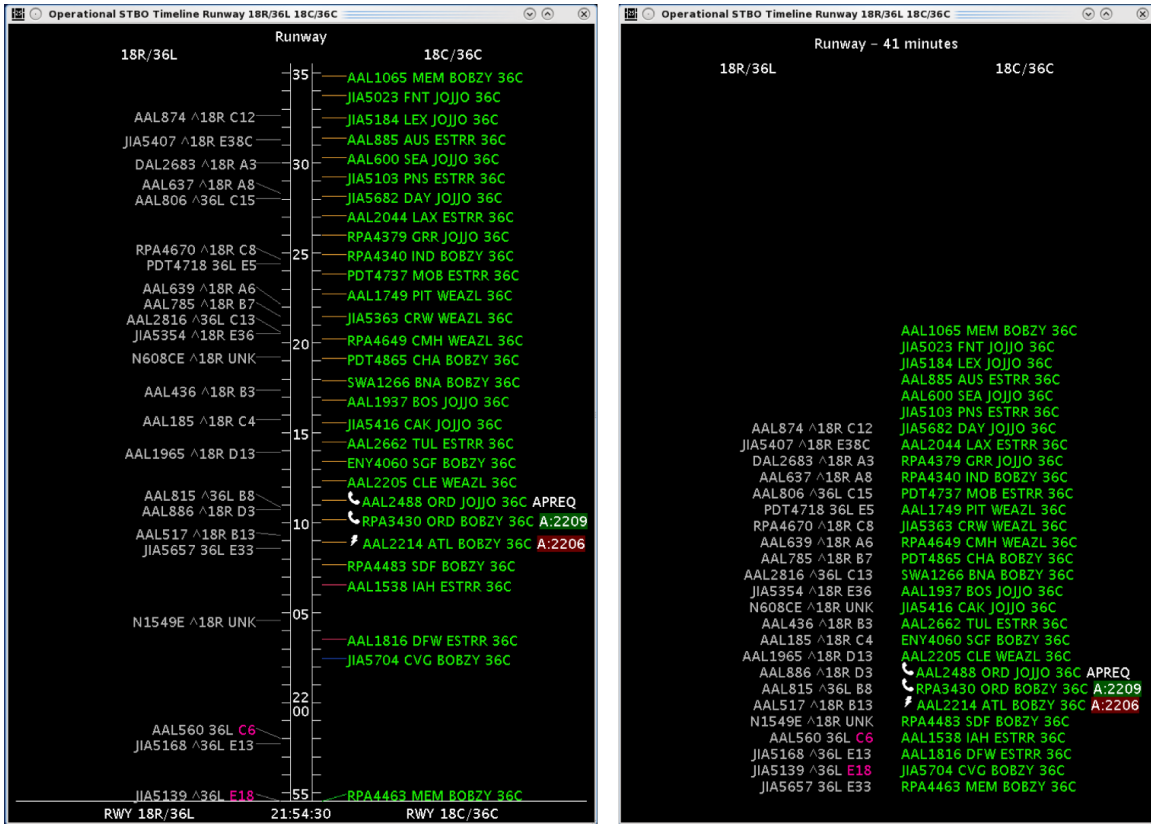 Operational STBO Timeline Runway 18R/36L 18C/36C
Runway
18R/36L 18C/36C
35
AAL1065 MEM BOBZY 36C
JIA5023 FNT JOJJO 36C
AAL874 ^18R C12
JIA5184 LEX JOJJO 36C
JIA5407 ^18R E38C
AAL885 AUS ESTRR 36C
DAL2683 ^18R A3
30
AAL600 SEA JOJJO 36C
AAL637 ^18R A8
JIA5103 PNS ESTRR 36C
AAL806 ^36L C15
JIA5682 DAY JOJJO 36C
AAL2044 LAX ESTRR 36C
RPA4379 GRR JOJJO 36C
RPA4670 ^18R C8
25
RPA4340 IND BOBZY 36C
PDT4718 36L E5
PDT4737 MOB ESTRR 36C
AAL639 ^18R A6
AAL1749 PIT WEAZL 36C
AAL785 ^18R B7
AAL2816 ^36L C13
JIA5363 CRW WEAZL 36C
JIA5354 ^18R E36
20
RPA4649 CMH WEAZL 36C
N608CE ^18R UNK
PDT4865 CHA BOBZY 36C
SWA1266 BNA BOBZY 36C
AAL436 ^18R B3
AAL1937 BOS JOJJO 36C
AAL185 ^18R C4
JIA5416 CAK JOJJO 36C
15
AAL2662 TUL ESTRR 36C
AAL1965 ^18R D13
ENY4060 SGF BOBZY 36C
AAL2205 CLE WEAZL 36C
AAL815 ^36L B8
AAL2488 ORD JOJJO 36C APREQ
AAL886 ^18R D3
10
RPA3430 ORD BOBZY 36C A:2209
AAL517 ^18R B13
AAL2214 ATL BOBZY 36C A:2206
JIA5657 36L E33
RPA4483 SDF BOBZY 36C
AAL1538 IAH ESTRR 36C
05
N1549E ^18R UNK
AAL1816 DFW ESTRR 36C
JIA5704 CVG BOBZY 36C
22
00
AAL560 36L C6
JIA5168 ^36L E13
JIA5139 ^36L E18
55
RPA4463 MEM BOBZY 36C
RWY 18R/36L 21:54:30 RWY 18C/36C
Operational STBO Timeline Runway 18R/36L 18C/36C
Runway - 41 minutes
18R/36L 18C/36C
AAL1065 MEM BOBZY 36C
JIA5023 FNT JOJJO 36C
JIA5184 LEX JOJJO 36C
AAL885 AUS ESTRR 36C
AAL600 SEA JOJJO 36C
JIA5103 PNS ESTRR 36C
AAL874 ^18R C12 JIA5682 DAY JOJJO 36C
JIA5407 ^18R E38C AAL2044 LAX ESTRR 36C
DAL2683 ^18R A3 RPA4379 GRR JOJJO 36C
AAL637 ^18R A8 RPA4340 IND BOBZY 36C
AAL806 ^36L C15 PDT4737 MOB ESTRR 36C
PDT4718 36L E5 AAL1749 PIT WEAZL 36C
RPA4670 ^18R C8 JIA5363 CRW WEAZL 36C
AAL639 ^18R A6 RPA4649 CMH WEAZL 36C
AAL785 ^18R B7 PDT4865 CHA BOBZY 36C
AAL2816 ^36L C13 SWA1266 BNA BOBZY 36C
JIA5354 ^18R E36 AAL1937 BOS JOJJO 36C
N608CE ^18R UNK JIA5416 CAK JOJJO 36C
AAL436 ^18R B3 AAL2662 TUL ESTRR 36C
AAL185 ^18R C4 ENY4060 SGF BOBZY 36C
AAL1965 ^18R D13 AAL2205 CLE WEAZL 36C
AAL886 ^18R D3 AAL2488 ORD JOJJO 36C APREQ
AAL815 ^36L B8 RPA3430 ORD BOBZY 36C A:2209
AAL517 ^18R B13 AAL2214 ATL BOBZY 36C A:2206
N1549E ^18R UNK RPA4483 SDF BOBZY 36C
AAL560 36L C6 AAL1538 IAH ESTRR 36C
JIA5168 ^36L E13 AAL1816 DFW ESTRR 36C
JIA5139 ^36L E18 JIA5704 CVG BOBZY 36C
JIA5657 36L E33 RPA4463 MEM BOBZY 36C